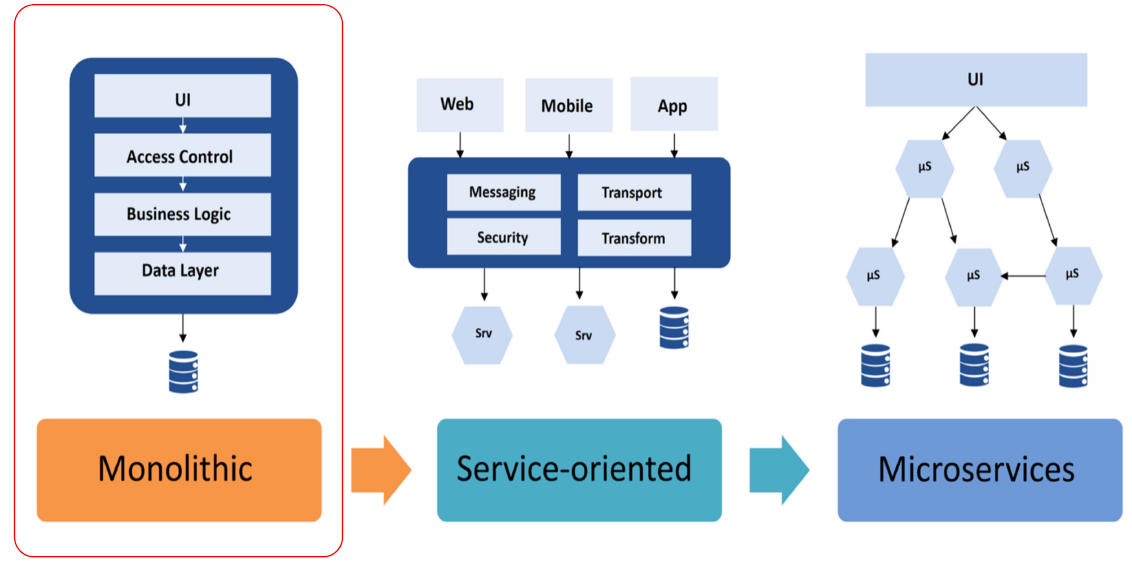 UI
Access Control
Business Logic
Data Layer
Monolithic
Web
Mobile
App
Messaging
Transport
Security
Transform
Srv
Srv
Service-oriented
UI
μS
μS
μS
μS
μS
Microservices